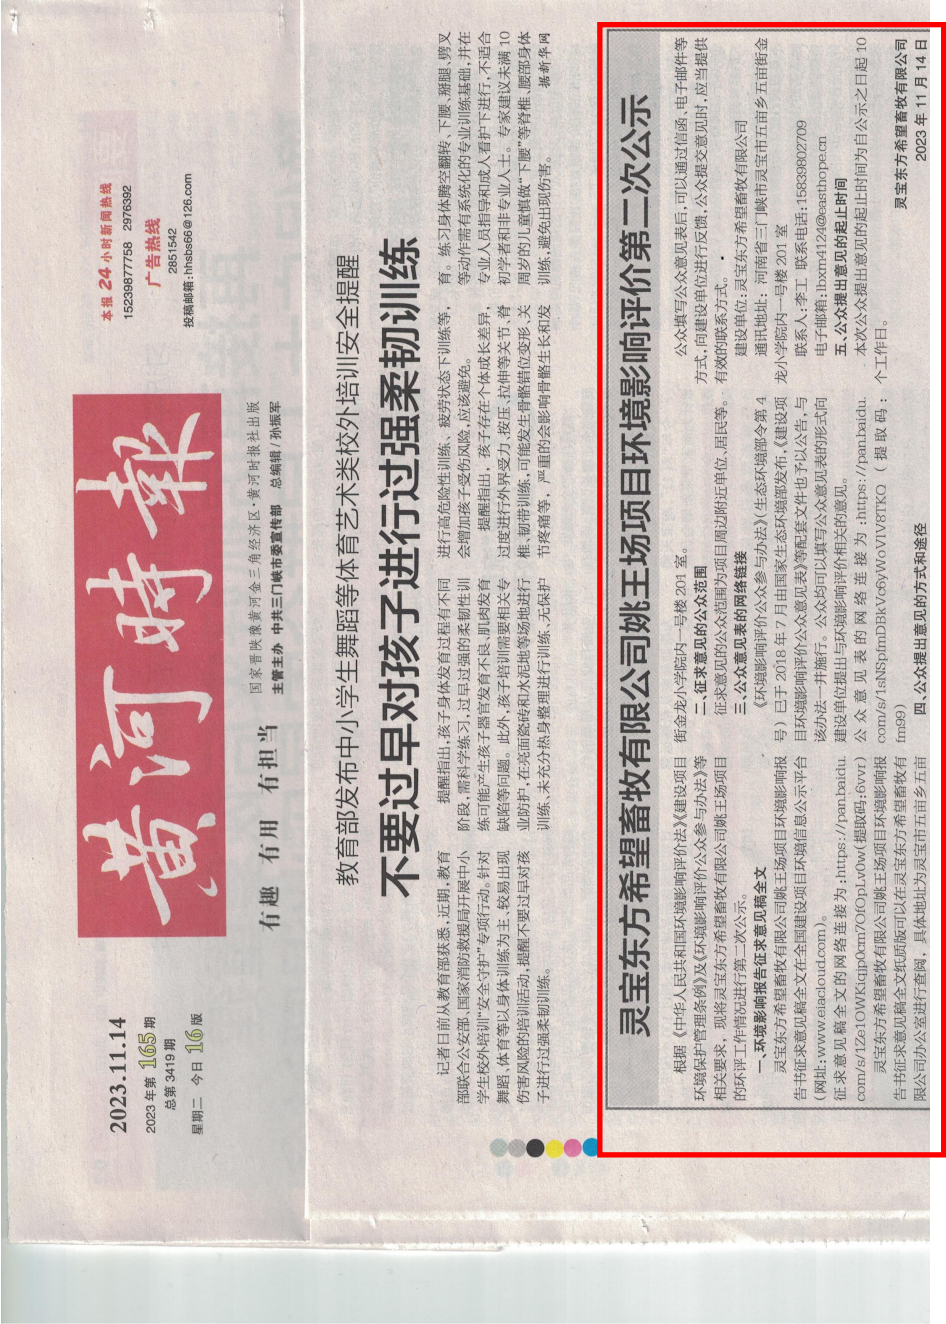 2023.11.14
2023年第165期
总第3419期
星期二 今日16版
黄河时报
有趣 有用 有担当
国家晋陕豫黄河金三角经济区·黄河时报社出版
主管主办 中共三门峡市委宣传部 总编辑/孙振军
本报24小时新闻热线
15239877758 2976392
广告热线
2851542
投稿邮箱:hhsbs66@126.com
教育部发布中小学生舞蹈等体育艺术类校外培训安全提醒
不要过早对孩子进行过强柔韧训练
记者日前从教育部获悉,近期,教育
部联合公安部、国家消防救援局开展中小
学生校外培训“安全守护”专项行动。针对
舞蹈、体育等以身体训练为主、较易出现
伤害风险的培训活动,提醒不要过早对孩
子进行过强柔韧训练。
提醒指出,孩子身体发育过程有不同
阶段,需科学练习,过早过强的柔韧性训
练可能产生孩子器官发育不良、肌肉发育
缺陷等问题。此外,孩子培训需要相关专
业防护,在亮面瓷砖和水泥地等场地进行
训练、未充分热身整理进行训练、无保护
进行高危险性训练、疲劳状态下训练等,
会增加孩子受伤风险,应该避免。
提醒指出,孩子存在个体成长差异,
过度进行外界受力、按压、拉伸等关节、脊
椎、韧带训练,可能发生骨骼错位变形、关
节疼痛等,严重的会影响骨骼生长和发
育。练习身体腾空翻转、下腰、掰腿、劈叉
等动作需有系统化的专业训练基础,并在
专业人员指导和成人看护下进行,不适合
初学者和非专业人士。专家建议未满10
周岁的儿童慎做“下腰”等脊椎、腰部身体
训练,避免出现伤害。 据新华网
灵宝东方希望畜牧有限公司姚王场项目环境影响评价第二次公示
根据《中华人民共和国环境影响评价法》《建设项目
环境保护管理条例》及《环境影响评价公众参与办法》等
相关要求,现将灵宝东方希望畜牧有限公司姚王场项目
的环评工作情况进行第二次公示。
一、环境影响报告征求意见稿全文
灵宝东方希望畜牧有限公司姚王场项目环境影响报
告书征求意见稿全文在全国建设项目环境信息公示平台
(网址:www.eiacloud.com)。
征求意见稿全文的网络连接为:https://pan.baidu.
com/s/1Ze1OWKiqjp0cm7OfOpLw0w(提取码:6vvr)
灵宝东方希望畜牧有限公司姚王场项目环境影响报
告书征求意见稿全文纸质版可以在灵宝东方希望畜牧有
限公司办公室进行查阅,具体地址为灵宝市五亩乡五亩
街金龙小学院内一号楼201室。
二、征求意见的公众范围
征求意见的公众范围为项目周边附近单位、居民等。
三、公众意见表的网络链接
《环境影响评价公众参与办法》(生态环境部令第4
号)已于2018年7月由国家生态环境部发布,《建设项
目环境影响评价公众意见表》等配套文件也予以公告,与
该办法一并施行。公众均可以填写公众意见表的形式向
建设单位提出与环境影响评价相关的意见。
公众意见表的网络连接为:https://pan.baidu.
com/s/1sNSpfmDBkVc6yWoVlV8TKQ (提取码:
fm99)
四、公众提出意见的方式和途径
公众填写公众意见表后,可以通过信函、电子邮件等
方式,向建设单位进行反馈,公众提交意见时,应当提供
有效的联系方式。
建设单位:灵宝东方希望畜牧有限公司
通讯地址:河南省三门峡市灵宝市五亩乡五亩街金
龙小学院内一号楼201室
联系人:李工 联系电话:15839802709
电子邮箱:lbxm4124@easthope.cn
五、公众提出意见的起止时间
本次公众提出意见的起止时间为自公示之日起10
个工作日。
灵宝东方希望畜牧有限公司
2023年11月14日